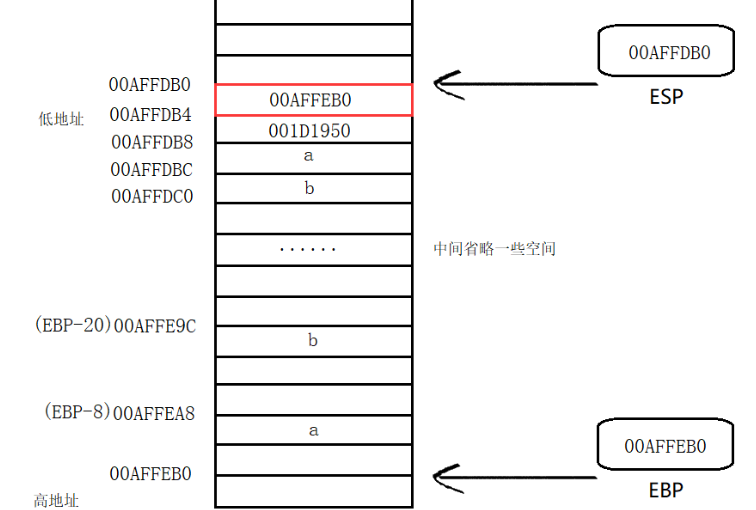 00AFFDB0
ESP
00AFFDB0
00AFFEB0
低地址
00AFFDB4
001D1950
00AFFDB8
a
00AFFDBC
b
00AFFDC0
······
中间省略一些空间
(EBP-20)00AFFE9C
b
(EBP-8)00AFFEA8
a
00AFFEB0
EBP
00AFFEB0
高地址